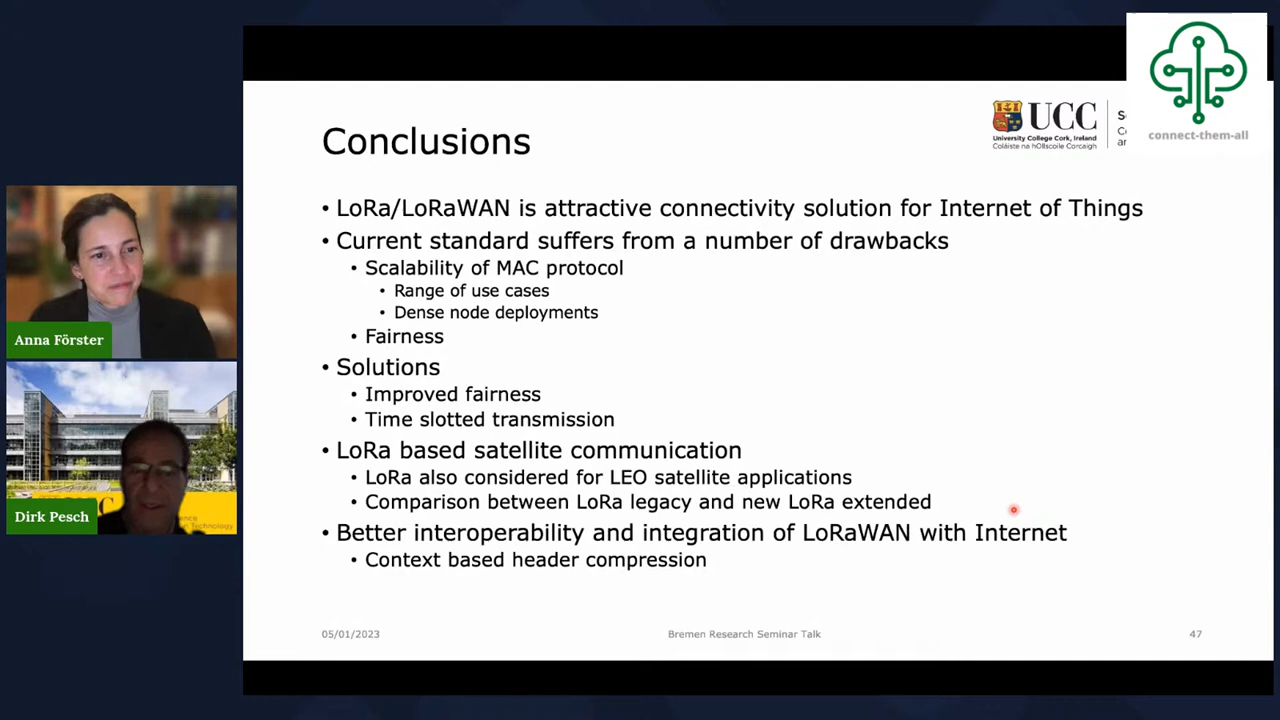 Conclusions
UCC
University College Cork, Ireland
Coláiste na hOllscoile Corcaigh
connect-them-all
• LoRa/LoRaWAN is attractive connectivity solution for Internet of Things
• Current standard suffers from a number of drawbacks
• Scalability of MAC protocol
• Range of use cases
• Dense node deployments
• Fairness
• Solutions
• Improved fairness
• Time slotted transmission
• LoRa based satellite communication
• LoRa also considered for LEO satellite applications
• Comparison between LoRa legacy and new LoRa extended
• Better interoperability and integration of LoRaWAN with Internet
• Context based header compression
05/01/2023
Bremen Research Seminar Talk
47
Anna Förster
Dirk Pesch